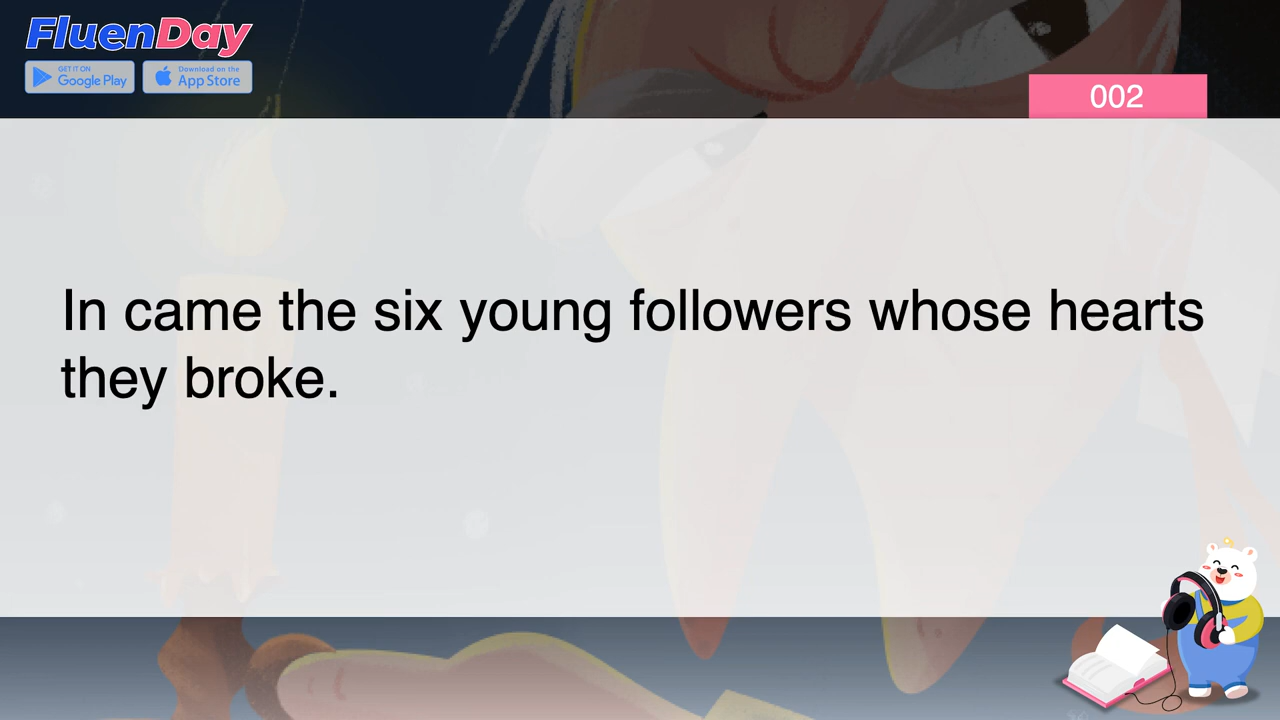 FluenDay
GET IT ON
Google Play
Download on the
App Store
002
In came the six young followers whose hearts
they broke.